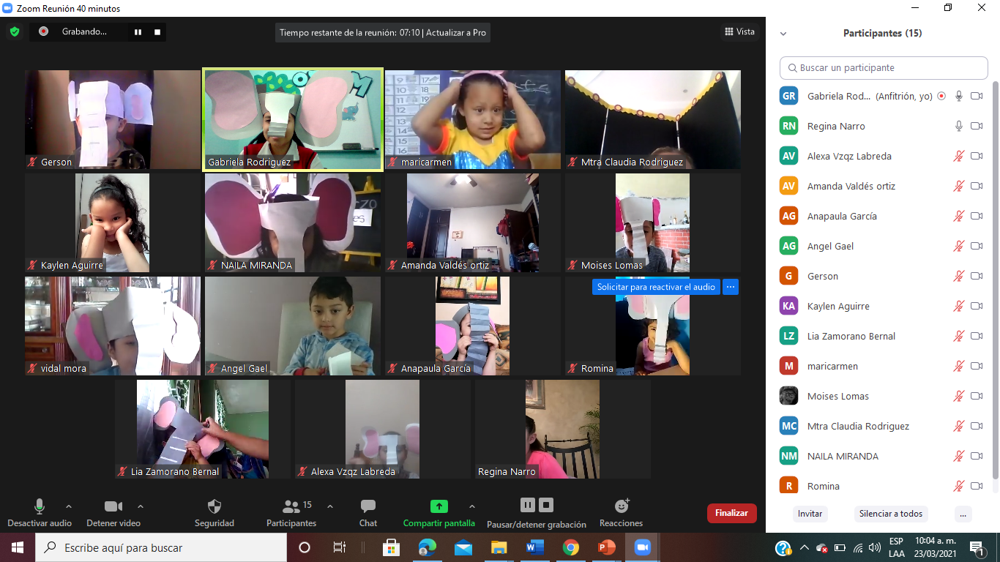 Zoom Reunión 40 minutos
Grabando...
Tiempo restante de la reunión: 07:10 | Actualizar a Pro
Vista
Gerson
Gabriela Rodriguez
maricarmen
Mtra Claudia Rodriguez
Kaylen Aguirre
NAILA MIRANDA
Amanda Valdés ortiz
Moises Lomas
vidal mora
Angel Gael
Anapaula García
Solicitar para reactivar el audio
...
Romina
Lia Zamorano Bernal
Alexa Vzqz Labreda
Regina Narro
Desactivar audio
Detener video
Seguridad
15
Participantes
Chat
Compartir pantalla
Pausar/detener grabación
Reacciones
Finalizar
Participantes (15)
Buscar un participante
GR Gabriela Rod... (Anfitrión, yo)
RN Regina Narro
AV Alexa Vzqz Labreda
AV Amanda Valdés ortiz
AG Anapaula García
AG Angel Gael
G Gerson
KA Kaylen Aguirre
LZ Lia Zamorano Bernal
M maricarmen
Moises Lomas
MC Mtra Claudia Rodriguez
NM NAILA MIRANDA
R Romina
Invitar
Silenciar a todos
...
Escribe aquí para buscar
ESP
LAA
10:04 a. m.
23/03/2021
1